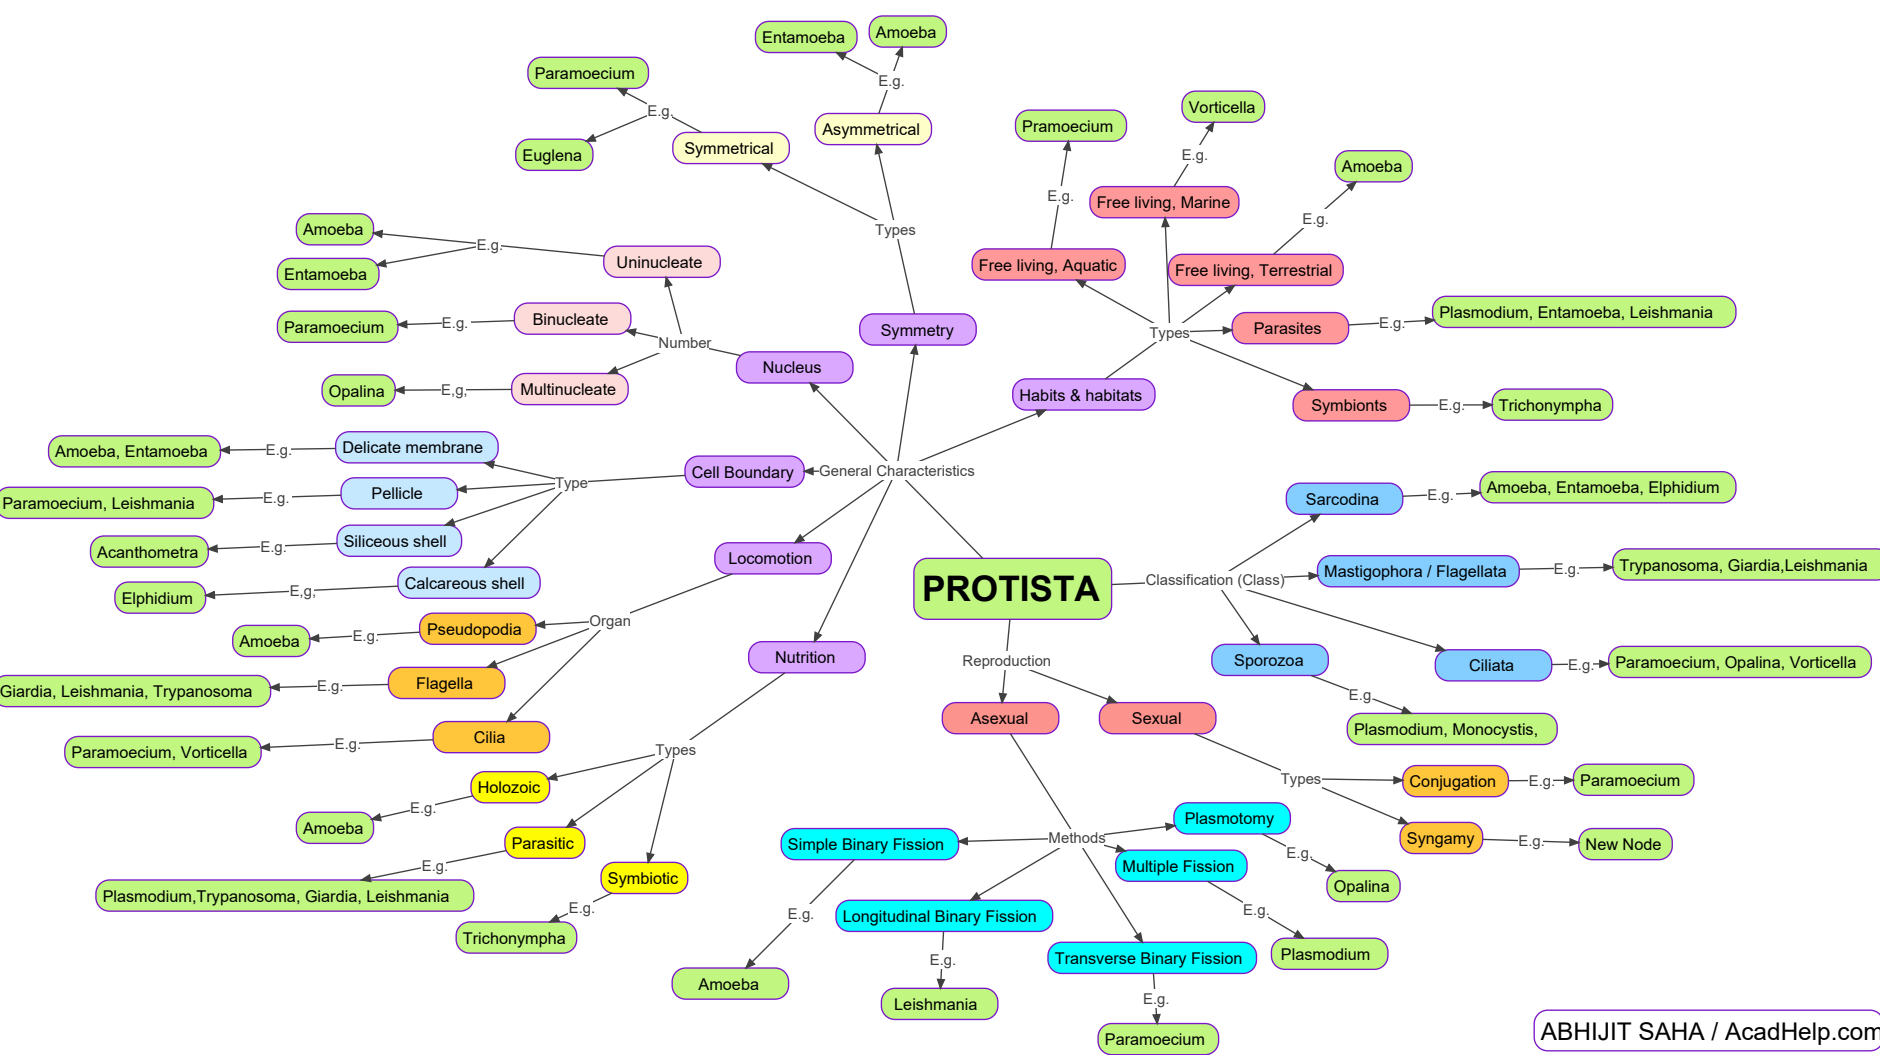 Entamoeba
Amoeba
E.g.
Paramoecium
E.g.
Euglena
Symmetrical
Asymmetrical
Types
Symmetry
Pramoecium
E.g.
Free living, Aquatic
Vorticella
E.g.
Free living, Marine
Amoeba
E.g.
Free living, Terrestrial
Types
Parasites
E.g.
Plasmodium, Entamoeba, Leishmania
Symbionts
E.g.
Trichonympha
Habits & habitats
Amoeba
E.g.
Entamoeba
Uninucleate
Paramoecium
E.g.
Binucleate
Number
Opalina
E,g,
Multinucleate
Nucleus
Amoeba, Entamoeba
E.g.
Delicate membrane
Paramoecium, Leishmania
E.g.
Pellicle
Type
Cell Boundary
General Characteristics
Acanthometra
E.g.
Siliceous shell
Elphidium
E,g,
Calcareous shell
Locomotion
Amoeba
E.g.
Pseudopodia
Organ
Giardia, Leishmania, Trypanosoma
E.g.
Flagella
Paramoecium, Vorticella
E.g.
Cilia
Nutrition
Types
Holozoic
E.g.
Amoeba
Parasitic
E.g.
Plasmodium,Trypanosoma, Giardia, Leishmania
Symbiotic
E.g.
Trichonympha
PROTISTA
Classification (Class)
Sarcodina
E.g.
Amoeba, Entamoeba, Elphidium
Mastigophora / Flagellata
E.g.
Trypanosoma, Giardia,Leishmania
Sporozoa
E.g.
Plasmodium, Monocystis,
Ciliata
E.g.
Paramoecium, Opalina, Vorticella
Reproduction
Asexual
Sexual
Types
Conjugation
E.g.
Paramoecium
Syngamy
E.g.
New Node
Methods
Simple Binary Fission
E.g.
Amoeba
Longitudinal Binary Fission
E.g.
Leishmania
Transverse Binary Fission
E.g.
Paramoecium
Multiple Fission
E.g.
Plasmodium
Plasmotomy
E.g.
Opalina
ABHIJIT SAHA / AcadHelp.com